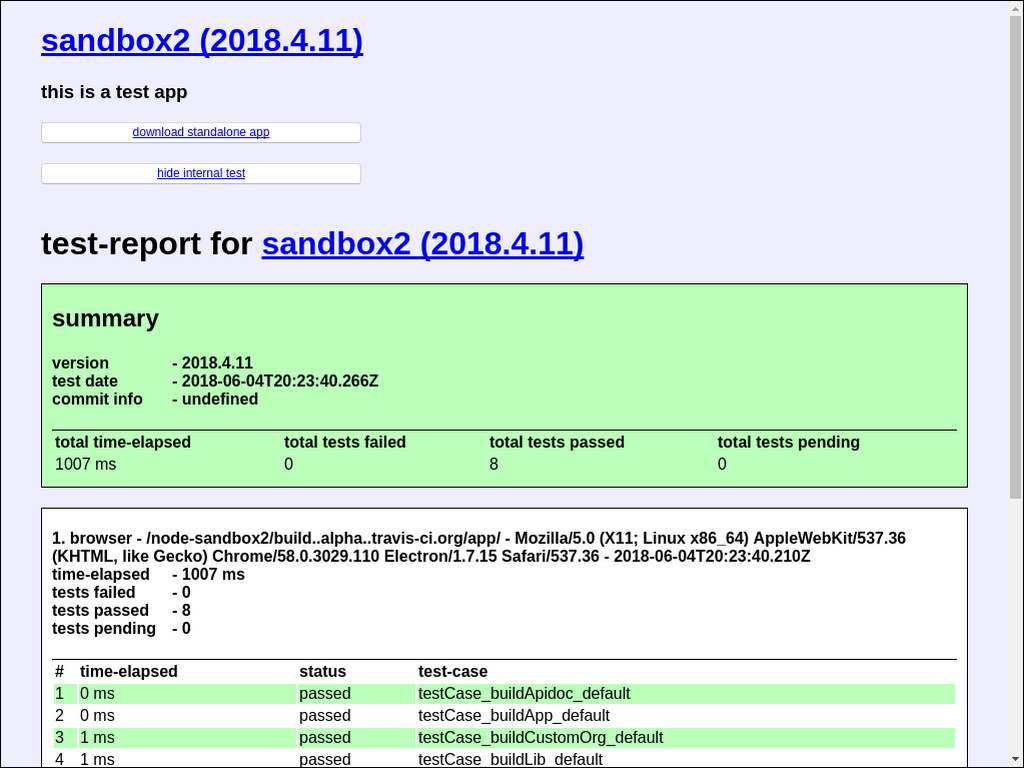 sandbox2 (2018.4.11)
this is a test app
download standalone app
hide internal test
test-report for sandbox2 (2018.4.11)
summary
version - 2018.4.11
test date - 2018-06-04T20:23:40.266Z
commit info - undefined
total time-elapsed total tests failed total tests passed total tests pending
1007 ms 0 8 0
1. browser - /node-sandbox2/build..alpha..travis-ci.org/app/ - Mozilla/5.0 (X11; Linux x86_64) AppleWebKit/537.36
(KHTML, like Gecko) Chrome/58.0.3029.110 Electron/1.7.15 Safari/537.36 - 2018-06-04T20:23:40.210Z
time-elapsed - 1007 ms
tests failed - 0
tests passed - 8
tests pending - 0
# time-elapsed status test-case
1 0 ms passed testCase_buildApidoc_default
2 0 ms passed testCase_buildApp_default
3 1 ms passed testCase_buildCustomOrg_default
4 1 ms passed testCase_buildLib_default